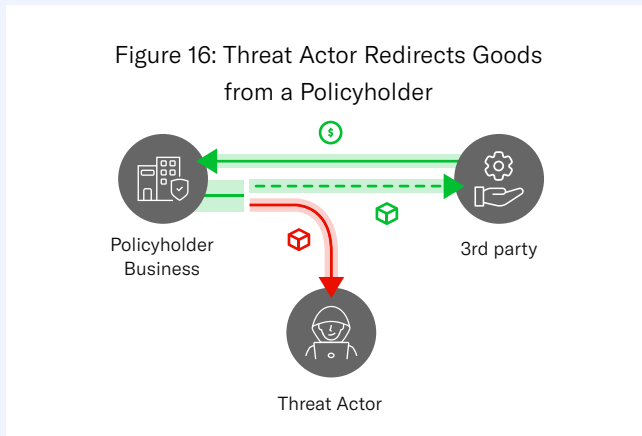 Figure 16: Threat Actor Redirects Goods
from a Policyholder
$
Policyholder
Business
3rd party
Threat Actor